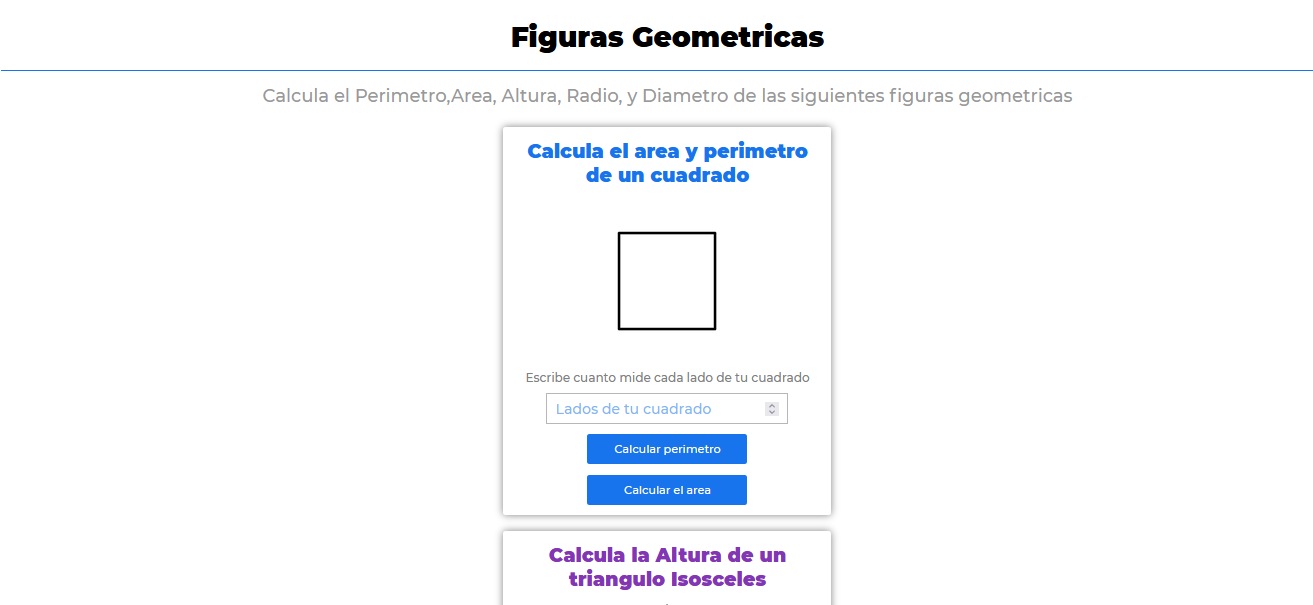 Figuras Geometricas
Calcula el Perimetro,Area, Altura, Radio, y Diametro de las siguientes figuras geometricas
Calcula el area y perimetro
de un cuadrado
Escribe cuanto mide cada lado de tu cuadrado
Lados de tu cuadrado
Calcular perimetro
Calcular el area
Calcula la Altura de un
triangulo Isosceles